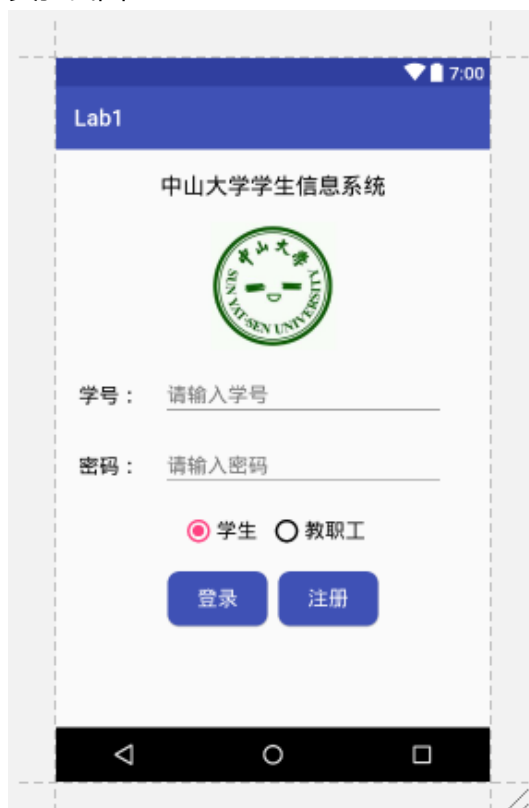 7:00
Lab1
中山大学学生信息系统
中山大学
SUN YAT-SEN UNIVERSITY
学号： 请输入学号
密码： 请输入密码
学生 教职工
登录 注册